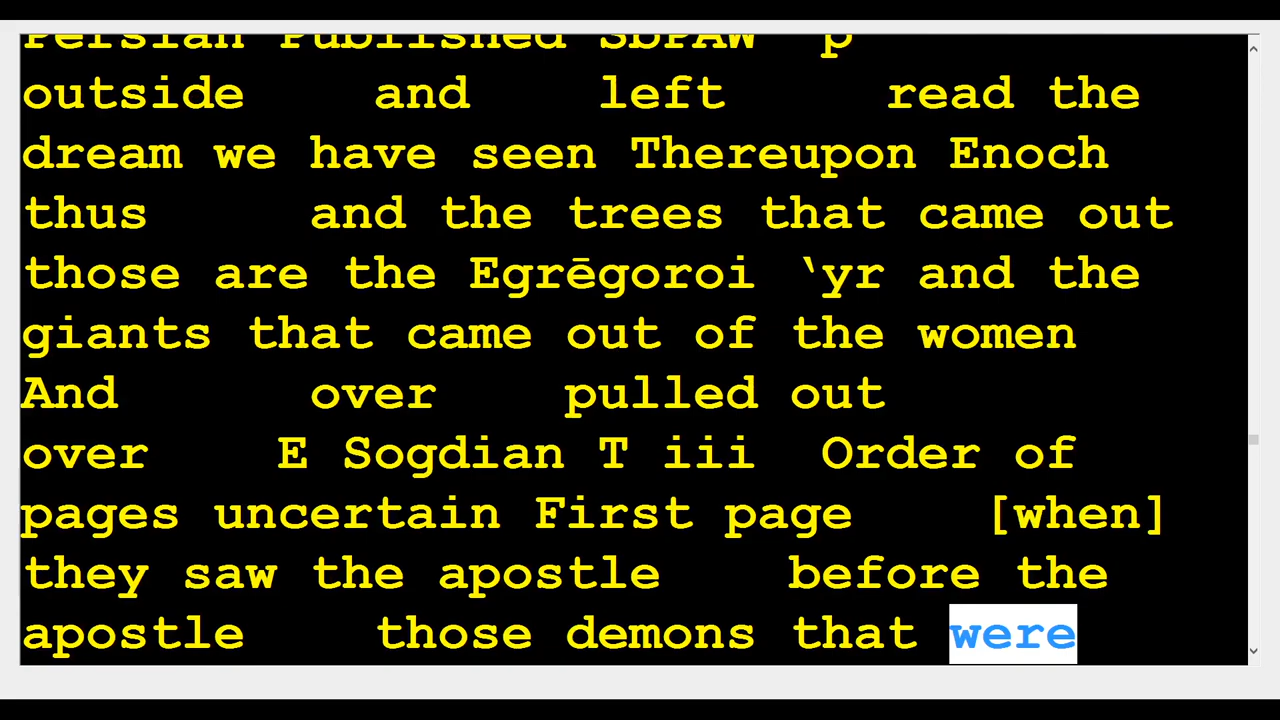 Persian Published SbPAW p
outside and left read the
dream we have seen Thereupon Enoch
thus and the trees that came out
those are the Egrēgoroi ‘yr and the
giants that came out of the women
And over pulled out
over E Sogdian T iii Order of
pages uncertain First page [when]
they saw the apostle before the
apostle those demons that were